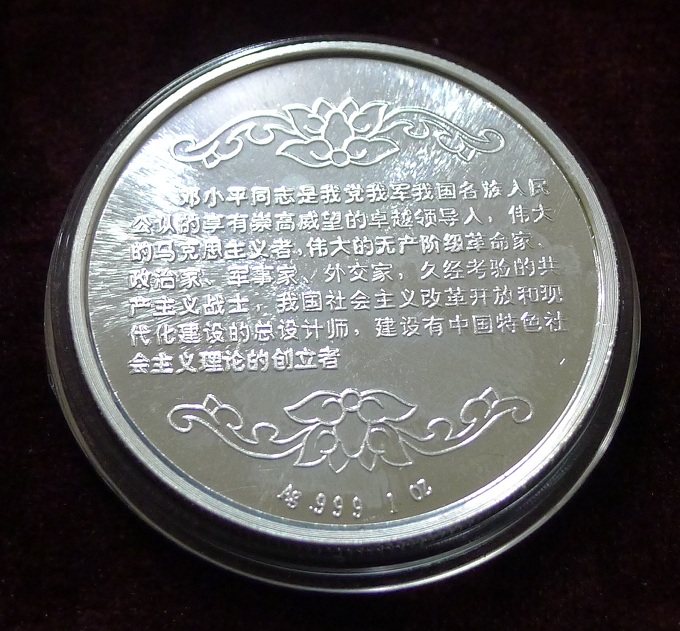 邓小平同志是我党我军我国各族人民
公认的享有崇高威望的卓越领导人，伟大
的马克思主义者，伟大的无产阶级革命家、
政治家、军事家、外交家，久经考验的共
产主义战士，我国社会主义改革开放和现
代化建设的总设计师，建设有中国特色社
会主义理论的创立者
Ag .999 1 oz